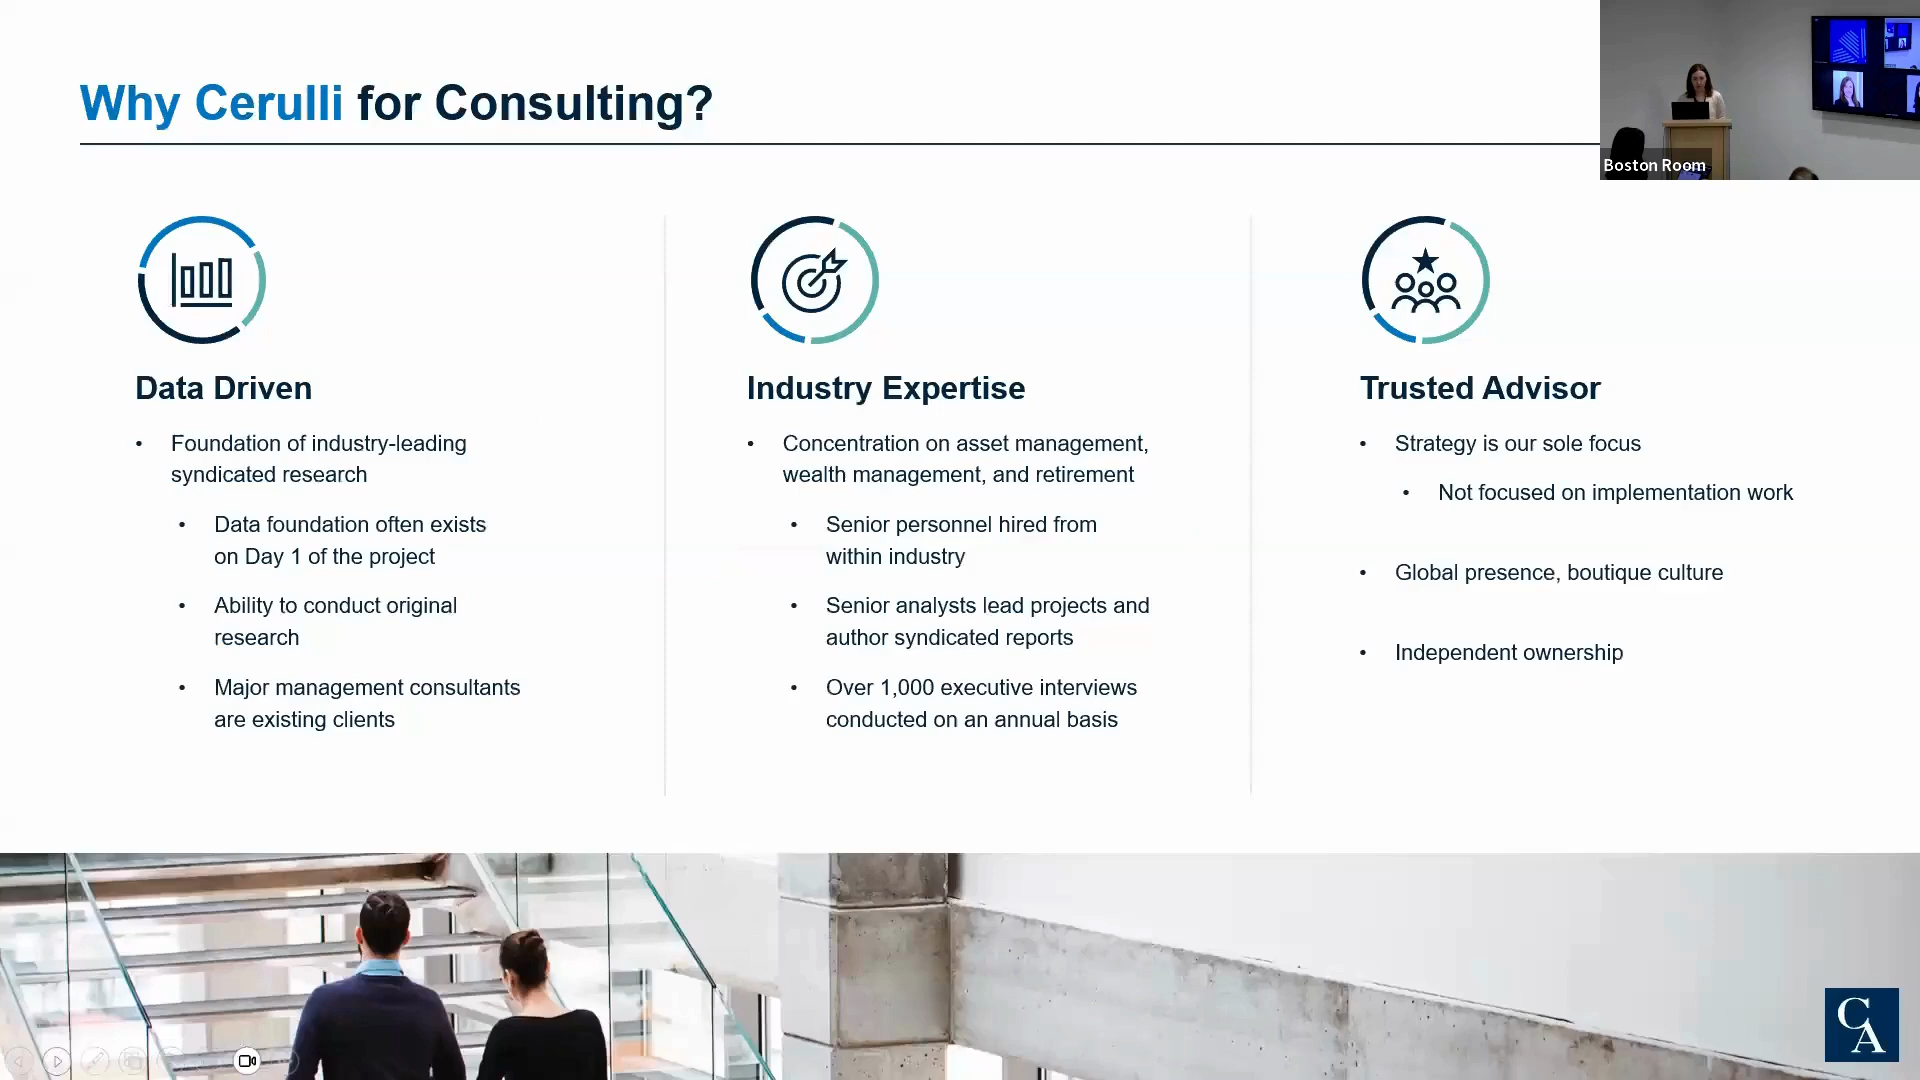 Why Cerulli for Consulting?
Boston Room
Data Driven
• Foundation of industry-leading
syndicated research
• Data foundation often exists
on Day 1 of the project
• Ability to conduct original
research
• Major management consultants
are existing clients
Industry Expertise
• Concentration on asset management,
wealth management, and retirement
• Senior personnel hired from
within industry
• Senior analysts lead projects and
author syndicated reports
• Over 1,000 executive interviews
conducted on an annual basis
Trusted Advisor
• Strategy is our sole focus
• Not focused on implementation work
• Global presence, boutique culture
• Independent ownership
CA